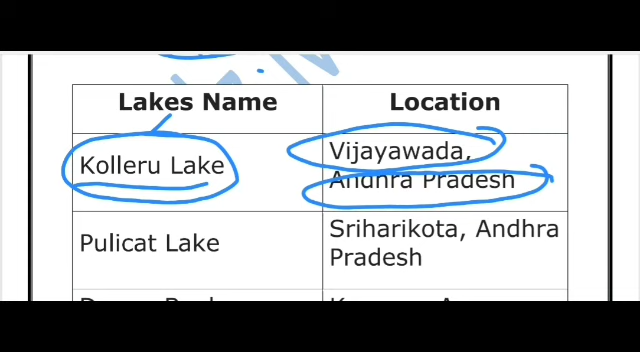 Lakes Name Location
Kolleru Lake
Vijayawada,
Andhra Pradesh
Pulicat Lake
Sriharikota, Andhra
Pradesh